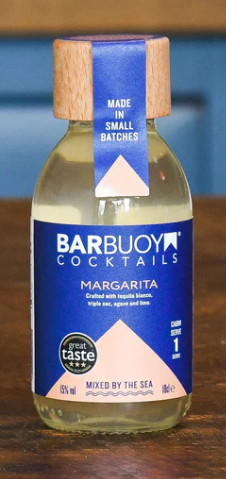 MADE
IN
SMALL
BATCHES
BARBUOY
COCKTAILS
MARGARITA
Crafted with tequila blanco,
triple sec, agave and lime.
great
taste
1
15% vol
MIXED BY THE SEA
10cl e